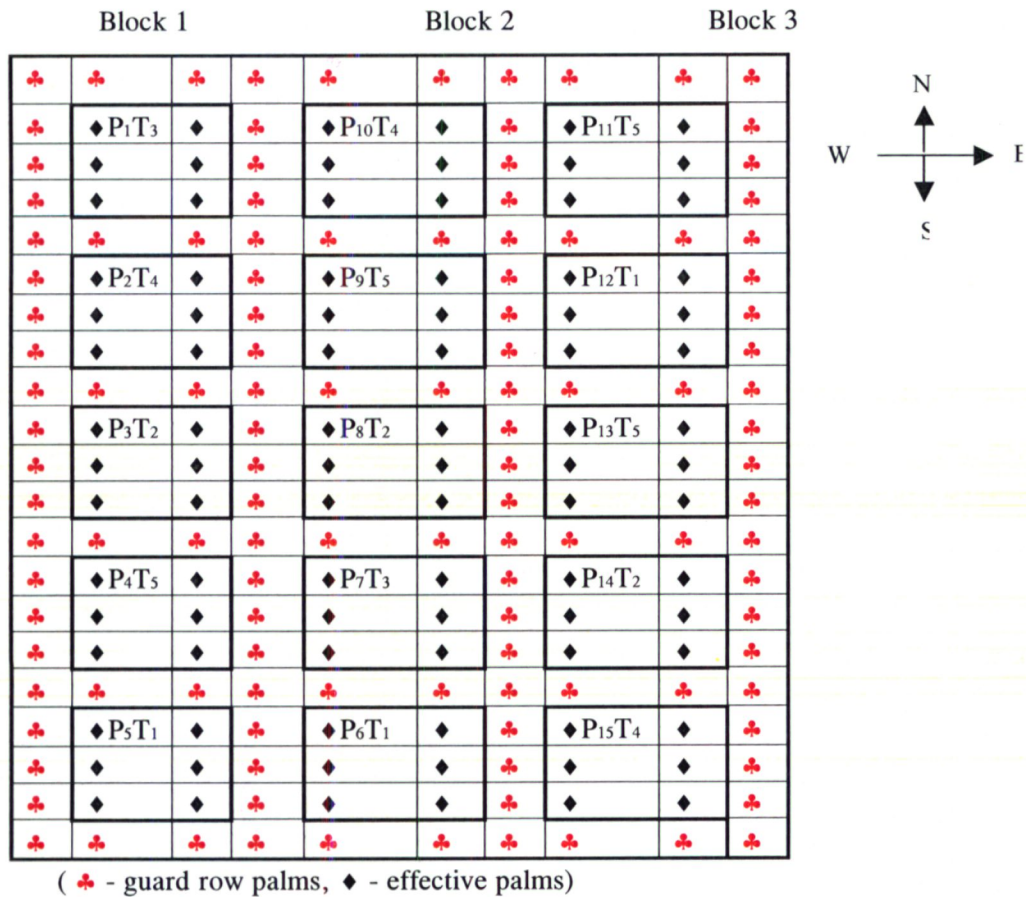 Block 1 Block 2 Block 3
N
P₁T₃ P₁₀T₄ P₁₁T₅
W E
S
P₂T₄ P₉T₅ P₁₂T₁
P₃T₂ P₈T₂ P₁₃T₅
P₄T₅ P₇T₃ P₁₄T₂
P₅T₁ P₆T₁ P₁₅T₄
( ♣ - guard row palms, ♦ - effective palms)